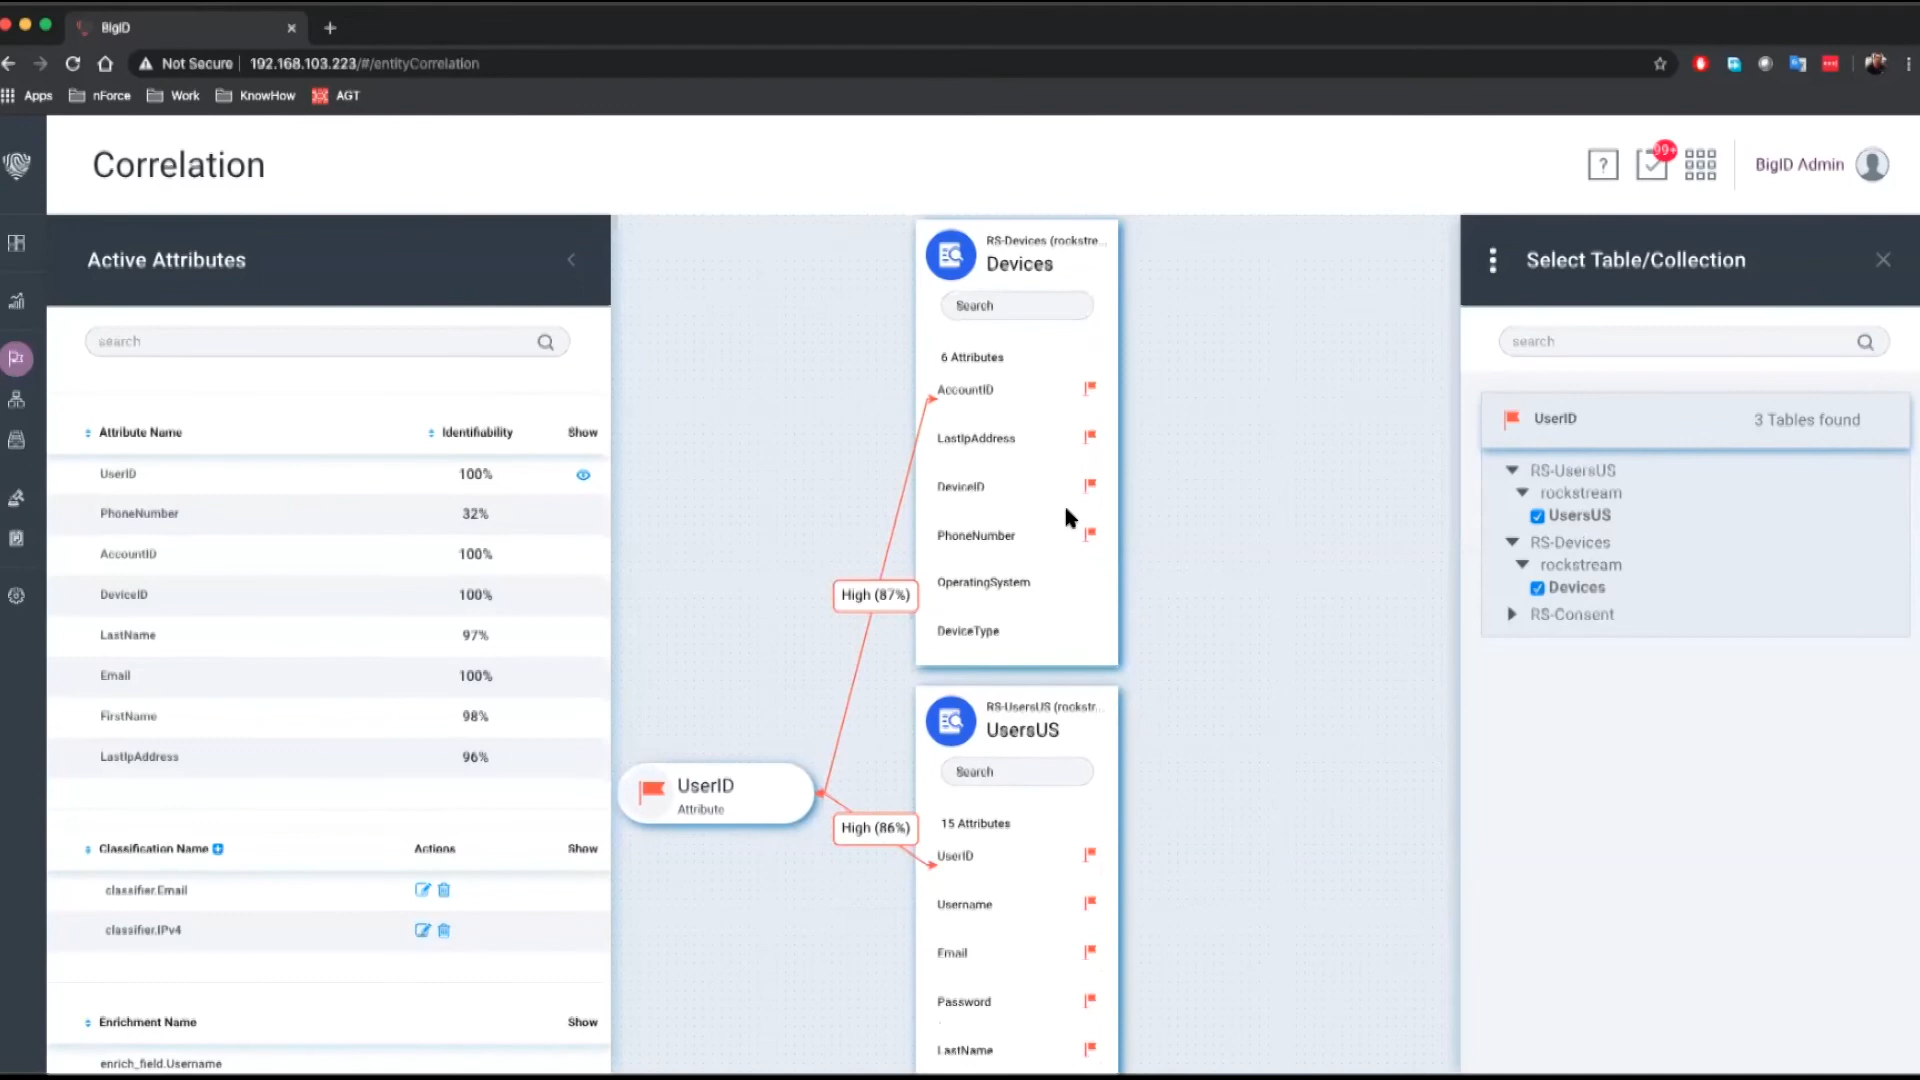 BigID
Not Secure
192.168.103.223/#/entityCorrelation
Apps
nForce
Work
KnowHow
AGT
Correlation
?
99+
BigID Admin
Active Attributes
search
Attribute Name
Identifiability
Show
UserID
100%
PhoneNumber
32%
AccountID
100%
DeviceID
100%
LastName
97%
Email
100%
FirstName
98%
LastIpAddress
96%
Classification Name
Actions
Show
classifier.Email
classifier.IPv4
Enrichment Name
Show
enrich_field.Username
UserID
Attribute
High (87%)
High (86%)
RS-Devices (rockstre...
Devices
Search
6 Attributes
AccountID
LastIpAddress
DeviceID
PhoneNumber
OperatingSystem
DeviceType
RS-UsersUS (rockstr...
UsersUS
Search
15 Attributes
UserID
Username
Email
Password
LastName
Select Table/Collection
search
UserID
3 Tables found
RS-UsersUS
rockstream
UsersUS
RS-Devices
rockstream
Devices
RS-Consent